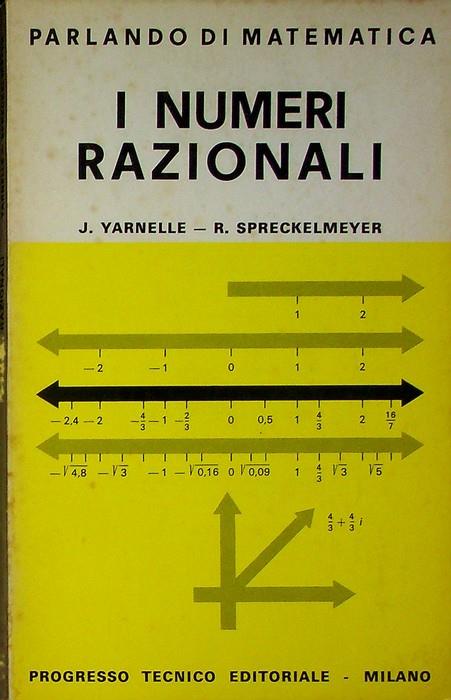 PARLANDO DI MATEMATICA
I NUMERI
RAZIONALI
J. YARNELLE — R. SPRECKELMEYER
1 2
—2 —1 0 1 2
—2,4 —2 —4/3 —1 —2/3 0 0,5 1 4/3 2 16/7
—√4,8 —√3 —1 —√0,16 0 √0,09 1 4/3 √3 √5
4/3 + 4/3 i
PROGRESSO TECNICO EDITORIALE - MILANO